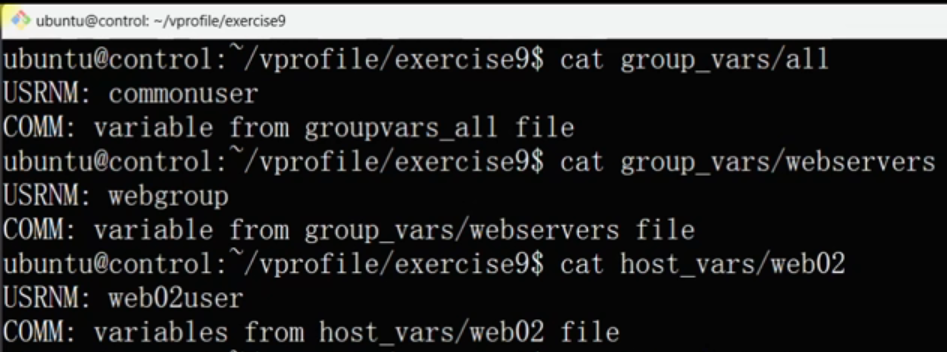 ubuntu@control: ~/vprofile/exercise9
ubuntu@control:~/vprofile/exercise9$ cat group_vars/all
USRNM: commonuser
COMM: variable from groupvars_all file
ubuntu@control:~/vprofile/exercise9$ cat group_vars/webservers
USRNM: webgroup
COMM: variable from group_vars/webservers file
ubuntu@control:~/vprofile/exercise9$ cat host_vars/web02
USRNM: web02user
COMM: variables from host_vars/web02 file